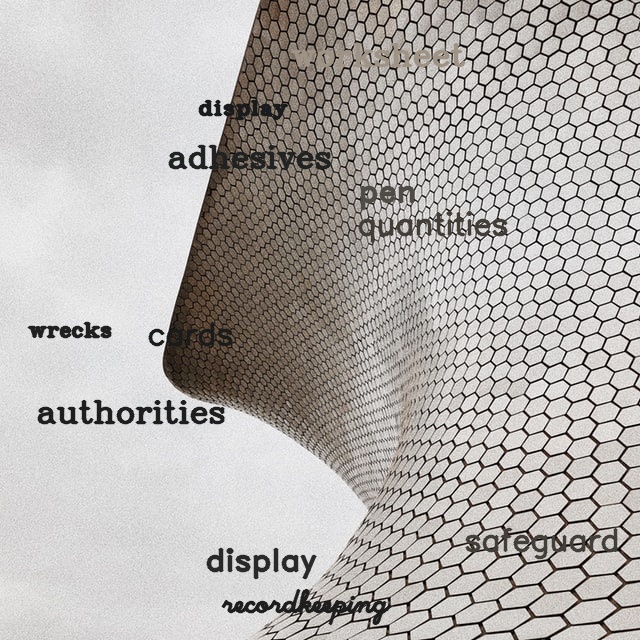 worksheet
display
adhesives
pen
quantities
wrecks
cards
authorities
safeguard
display
recordkeeping